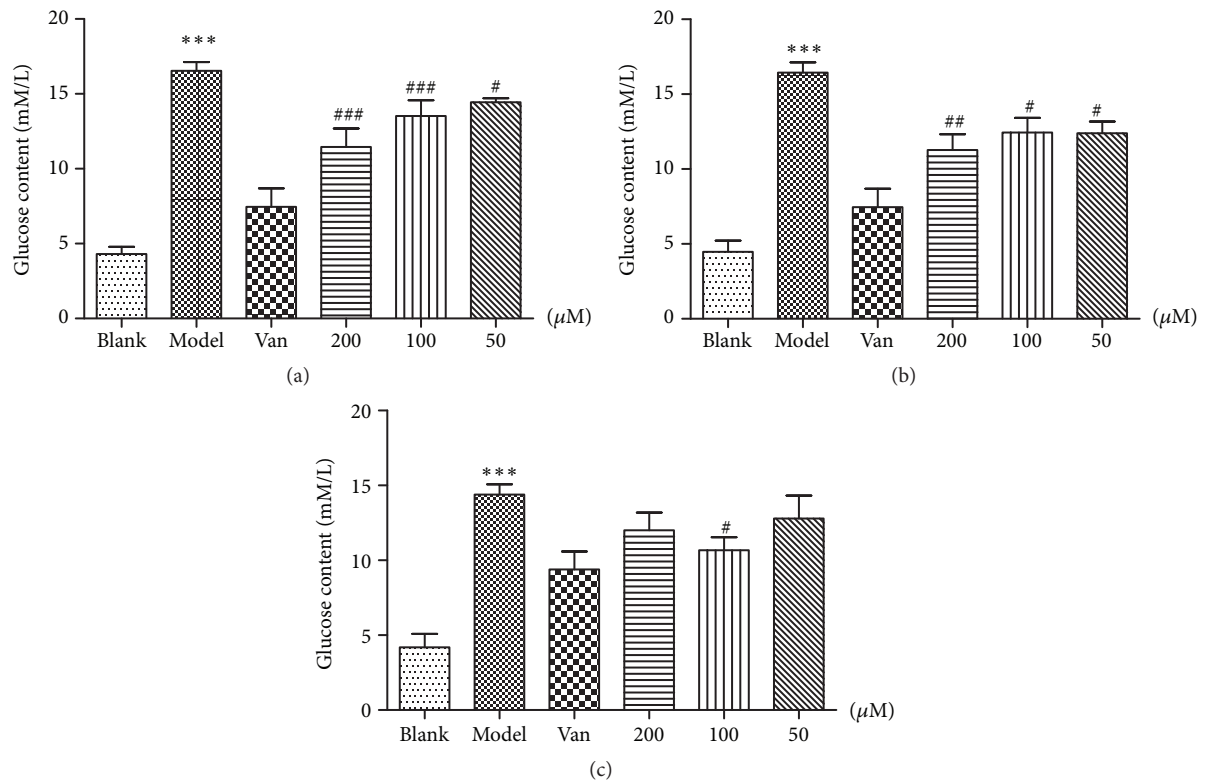 20
15
10
5
0
Glucose content (mM/L)
***
###
###
#
Blank Model Van 200 100 50 (μM)
(a)
20
15
10
5
0
Glucose content (mM/L)
***
##
#
#
Blank Model Van 200 100 50 (μM)
(b)
20
15
10
5
0
Glucose content (mM/L)
***
#
Blank Model Van 200 100 50 (μM)
(c)